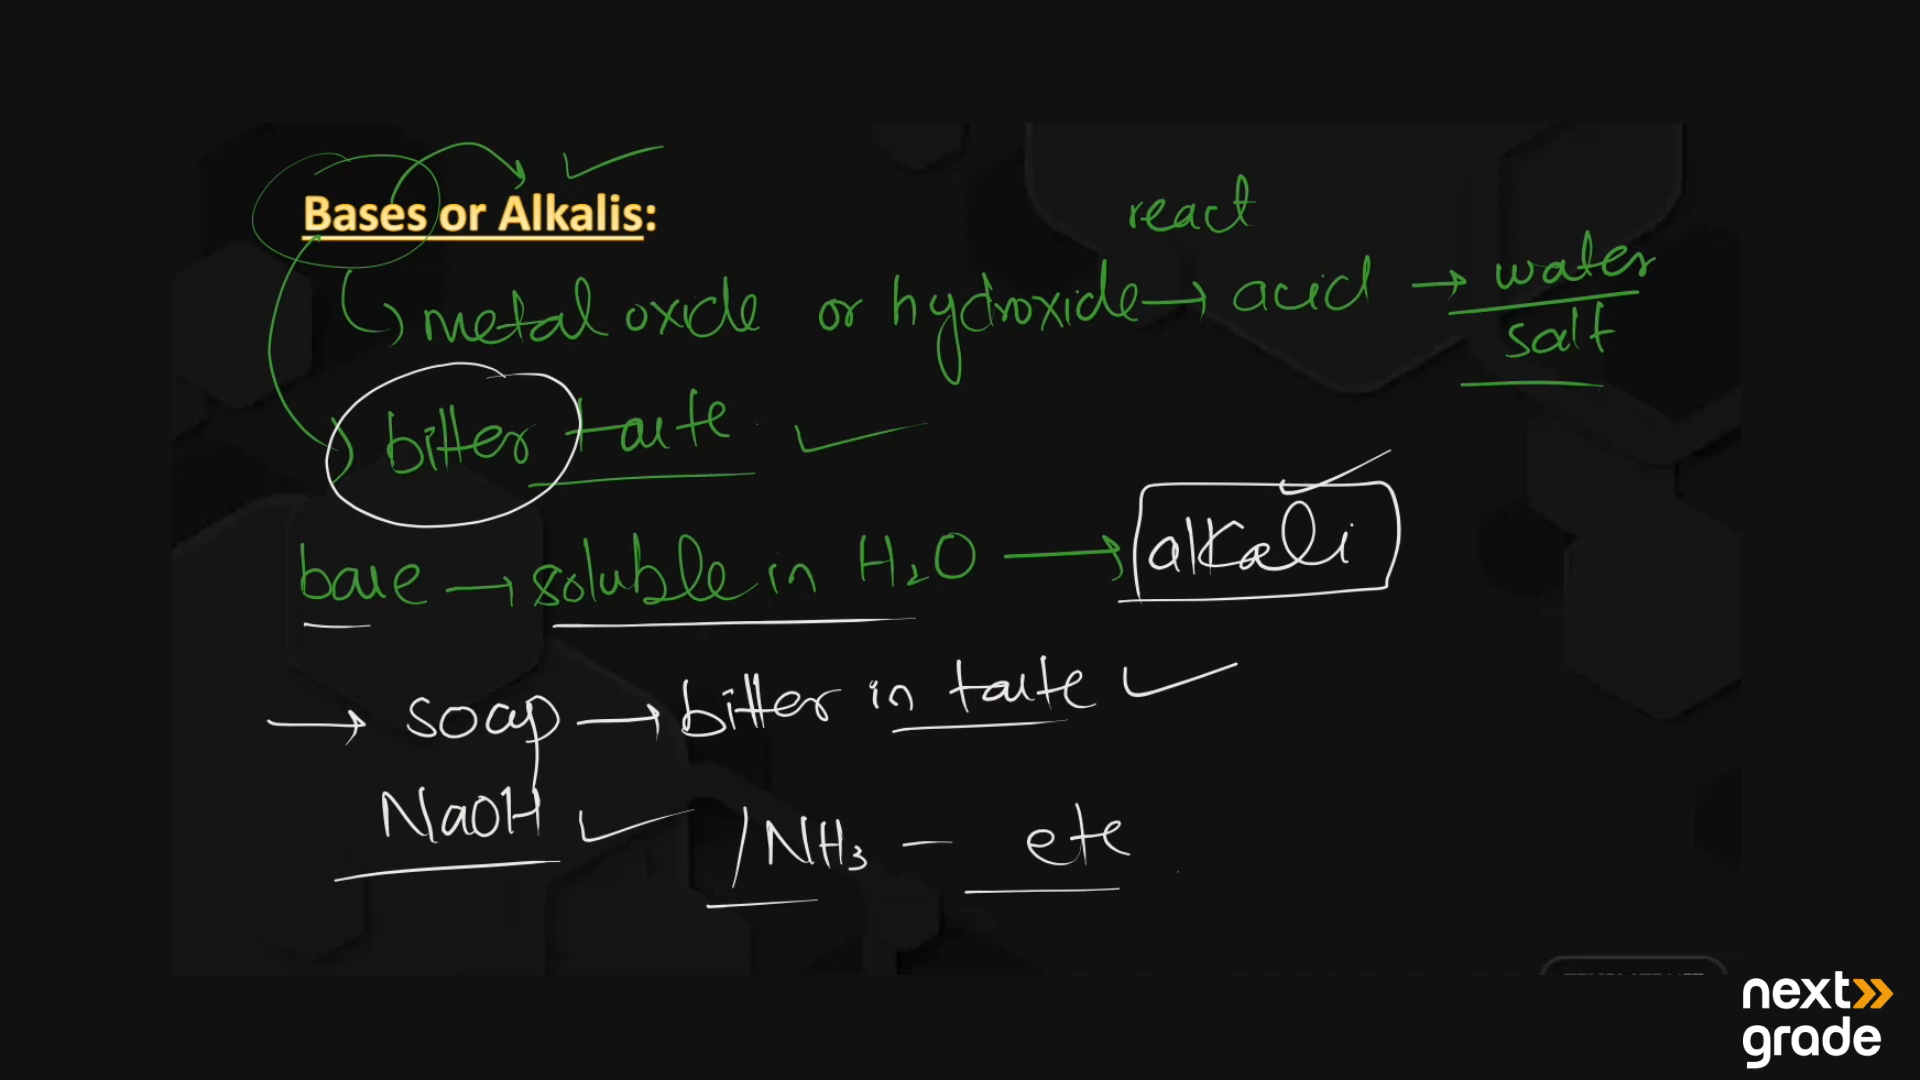 Bases or Alkalis:
react
metal oxide or hydroxide → acid → water
salt
bitter taste
base → soluble in H₂O → alkali
→ soap → bitter in taste
NaOH / NH₃ – etc
next
grade